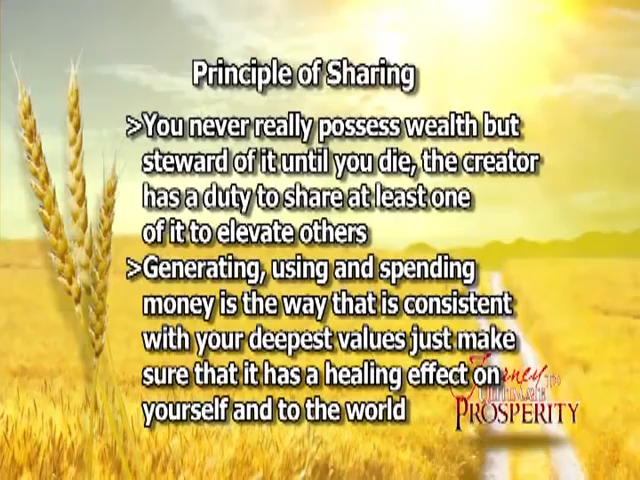 Principle of Sharing
>You never really possess wealth but
steward of it until you die, the creator
has a duty to share at least one
of it to elevate others
>Generating, using and spending
money is the way that is consistent
with your deepest values just make
sure that it has a healing effect on
yourself and to the world
Journey TO
ULTIMATE
PROSPERITY